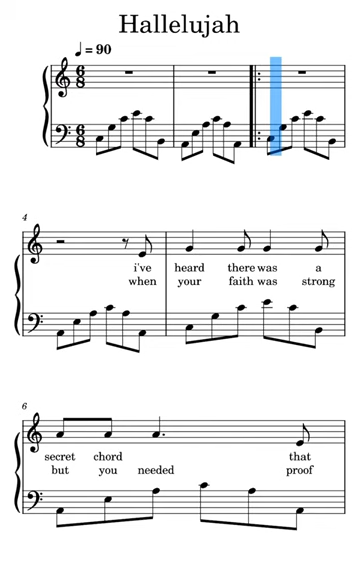 Hallelujah
♩ = 90
6 8
6 8
4
i've heard there was a
when your faith was strong
6
secret chord that
but you needed proof